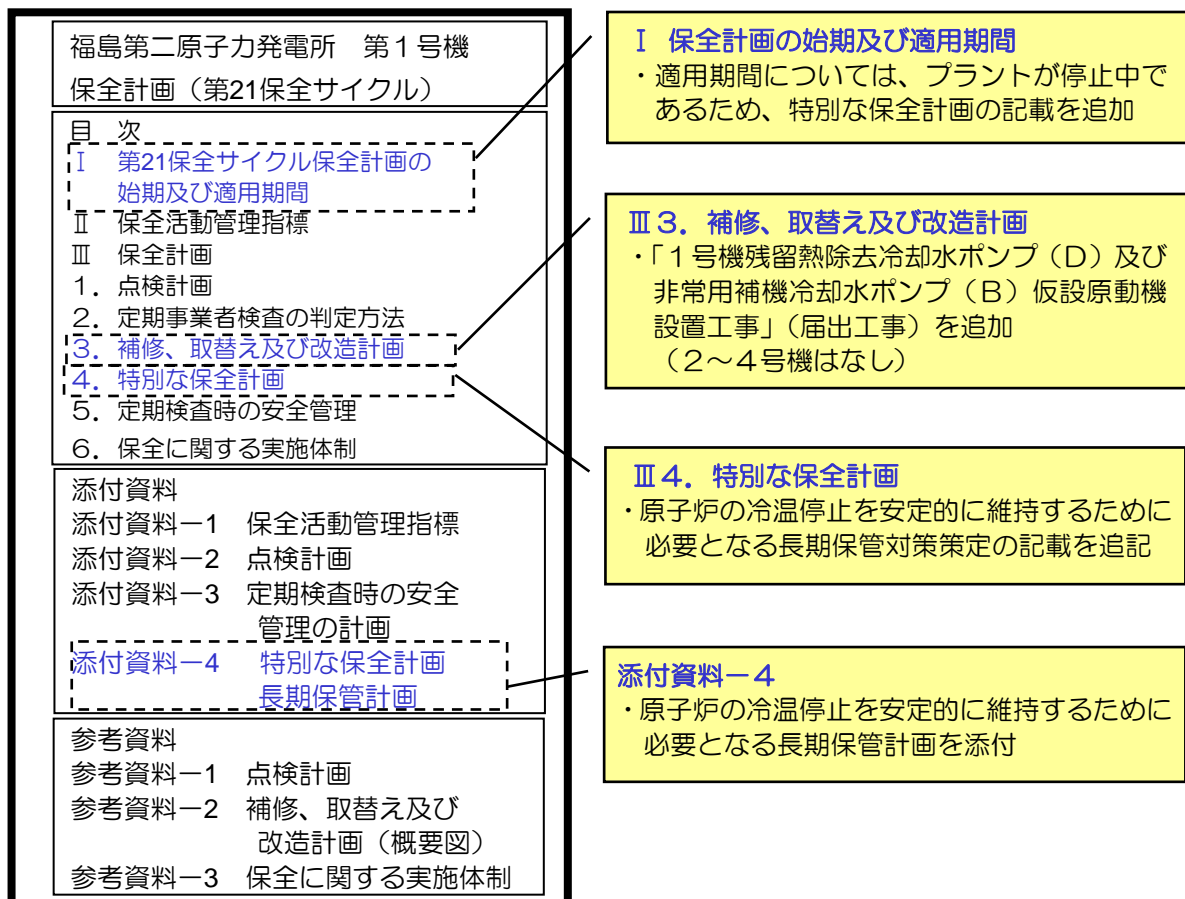 福島第二原子力発電所　第１号機
保全計画（第21保全サイクル）
目　次
Ⅰ　第21保全サイクル保全計画の
始期及び適用期間
Ⅱ　保全活動管理指標
Ⅲ　保全計画
１．点検計画
２．定期事業者検査の判定方法
３．補修、取替え及び改造計画
４．特別な保全計画
５．定期検査時の安全管理
６．保全に関する実施体制
添付資料
添付資料－1　保全活動管理指標
添付資料－2　点検計画
添付資料－3　定期検査時の安全
管理の計画
添付資料－4　特別な保全計画
長期保管計画
参考資料
参考資料－1　点検計画
参考資料－2　補修、取替え及び
改造計画（概要図）
参考資料－3　保全に関する実施体制
Ⅰ　保全計画の始期及び適用期間
・適用期間については、プラントが停止中で
あるため、特別な保全計画の記載を追加
Ⅲ３．補修、取替え及び改造計画
・「１号機残留熱除去冷却水ポンプ（Ｄ）及び
非常用補機冷却水ポンプ（Ｂ）仮設原動機
設置工事」（届出工事）を追加
（２～４号機はなし）
Ⅲ４．特別な保全計画
・原子炉の冷温停止を安定的に維持するために
必要となる長期保管対策策定の記載を追記
添付資料－４
・原子炉の冷温停止を安定的に維持するために
必要となる長期保管計画を添付